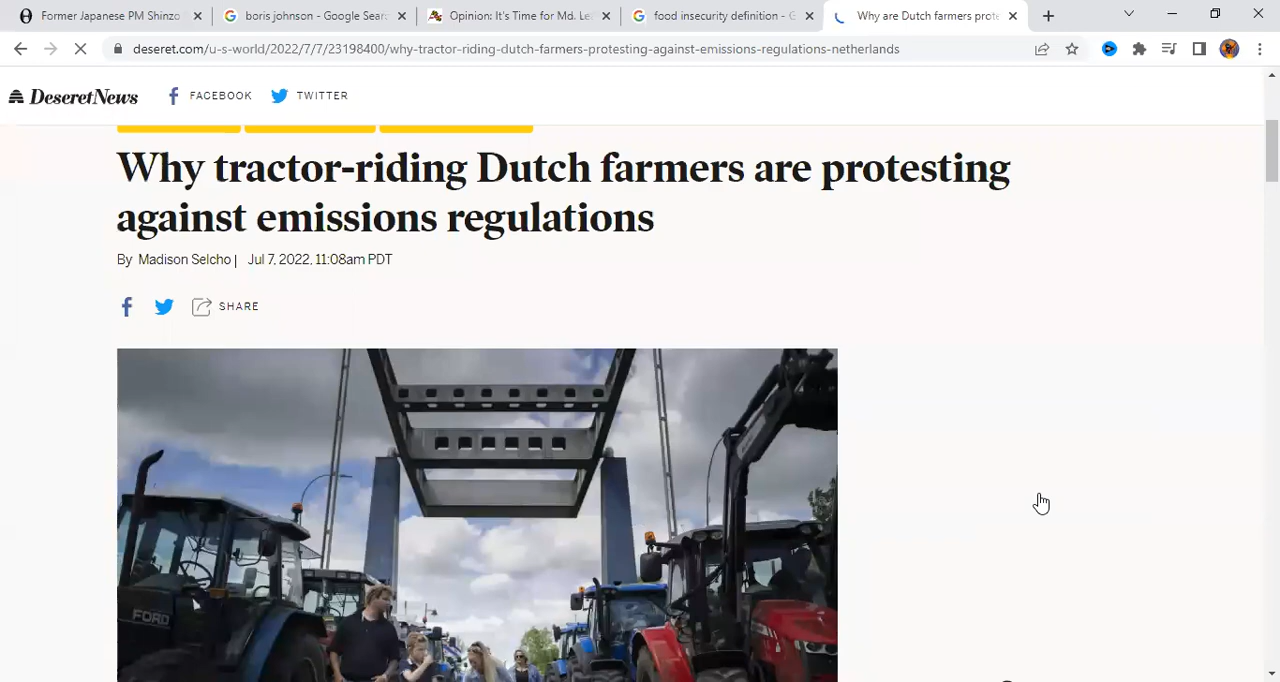 Former Japanese PM Shinzo
boris johnson - Google Sear
Opinion: It's Time for Md. Le
food insecurity definition - G
Why are Dutch farmers prote
deseret.com/u-s-world/2022/7/7/23198400/why-tractor-riding-dutch-farmers-protesting-against-emissions-regulations-netherlands
Deseret News
FACEBOOK
TWITTER
Why tractor-riding Dutch farmers are protesting
against emissions regulations
By Madison Selcho | Jul 7, 2022, 11:08am PDT
SHARE
FORD